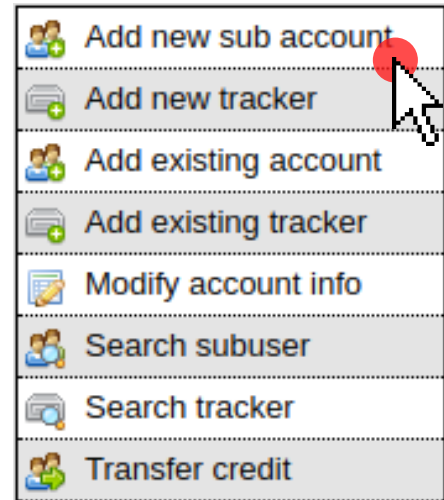 Add new sub account
Add new tracker
Add existing account
Add existing tracker
Modify account info
Search subuser
Search tracker
Transfer credit